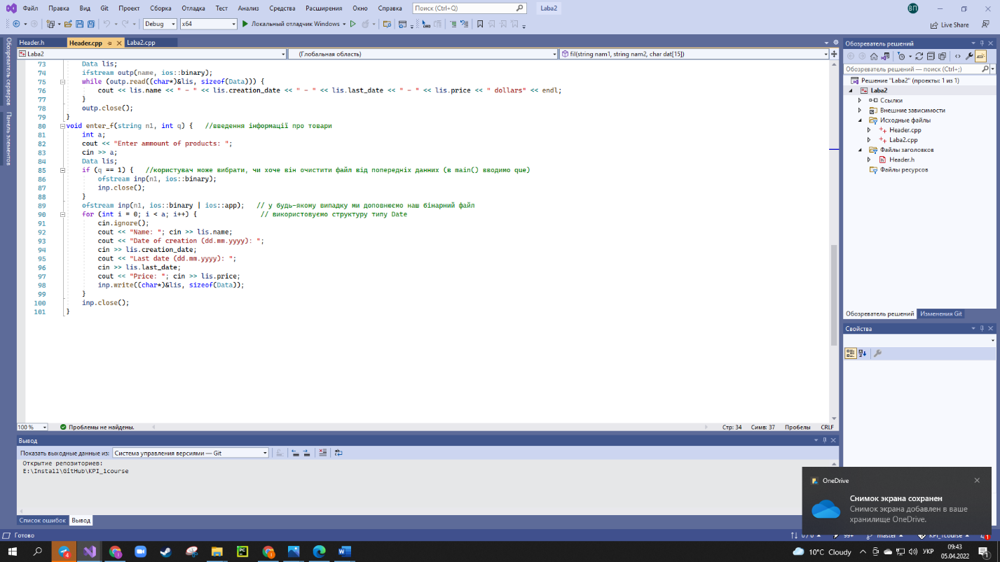 Файл Правка Вид Git Проект Сборка Отладка Тест Анализ Средства Расширения Окно Справка Поиск (Ctrl+Q) Laba2 ВП
Debug x64 Локальный отладчик Windows Live Share
Обозреватель серверов
Панель элементов
Header.h Header.cpp Laba2.cpp
Laba2 (Глобальная область) fil(string nam1, string nam2, char dat[15])
73 Data lis;
74 ifstream outp(name, ios::binary);
75 while (outp.read((char*)&lis, sizeof(Data))) {
76 cout << lis.name << " - " << lis.creation_date << " - " << lis.last_date << " - " << lis.price << " dollars" << endl;
77 }
78 outp.close();
79 }
80 void enter_f(string n1, int q) { //введення інформації про товари
81 int a;
82 cout << "Enter ammount of products: ";
83 cin >> a;
84 Data lis;
85 if (q == 1) { //користувач може вибрати, чи хоче він очистити файл від попередніх данних (в main() вводимо que)
86 ofstream inp(n1, ios::binary);
87 inp.close();
88 }
89 ofstream inp(n1, ios::binary | ios::app); // у будь-якому випадку ми доповнюємо наш бінарний файл
90 for (int i = 0; i < a; i++) { // використовуємо структуру типу Date
91 cin.ignore();
92 cout << "Name: "; cin >> lis.name;
93 cout << "Date of creation (dd.mm.yyyy): ";
94 cin >> lis.creation_date;
95 cout << "Last date (dd.mm.yyyy): ";
96 cin >> lis.last_date;
97 cout << "Price: "; cin >> lis.price;
98 inp.write((char*)&lis, sizeof(Data));
99 }
100 inp.close();
101 }
100 % Проблемы не найдены. Стр: 34 Симв: 37 Пробелы CRLF
Вывод
Показать выходные данные из: Система управления версиями — Git
Открытие репозиториев:
E:\Install\GitHub\KPI_1course
Список ошибок Вывод
Обозреватель решений
Обозреватель решений — поиск (Ctrl+;)
Решение "Laba2" (проекты: 1 из 1)
Laba2
Ссылки
Внешние зависимости
Исходные файлы
Header.cpp
Laba2.cpp
Файлы заголовков
Header.h
Файлы ресурсов
Обозреватель решений Изменения Git
Свойства
OneDrive
Снимок экрана сохранен
Снимок экрана добавлен в ваше
хранилище OneDrive.
Готово 0 / 0 99+ master KPI_1course 1
4 PC W 10°C Cloudy УКР 09:43
05.04.2022 1